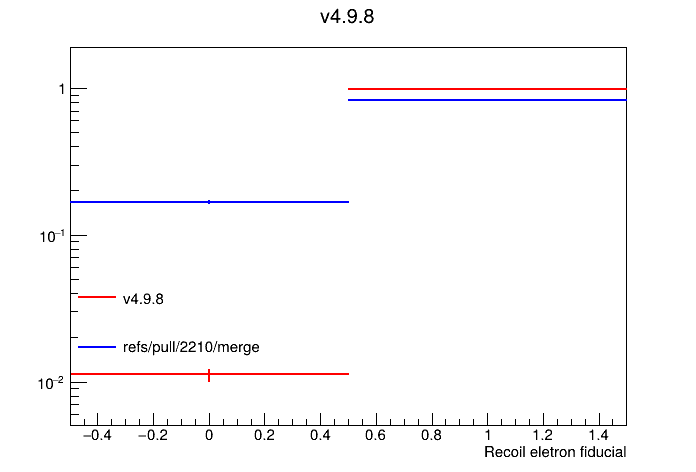 v4.9.8
1
10⁻¹
v4.9.8
refs/pull/2210/merge
10⁻²
−0.4 −0.2 0 0.2 0.4 0.6 0.8 1 1.2 1.4
Recoil eletron fiducial